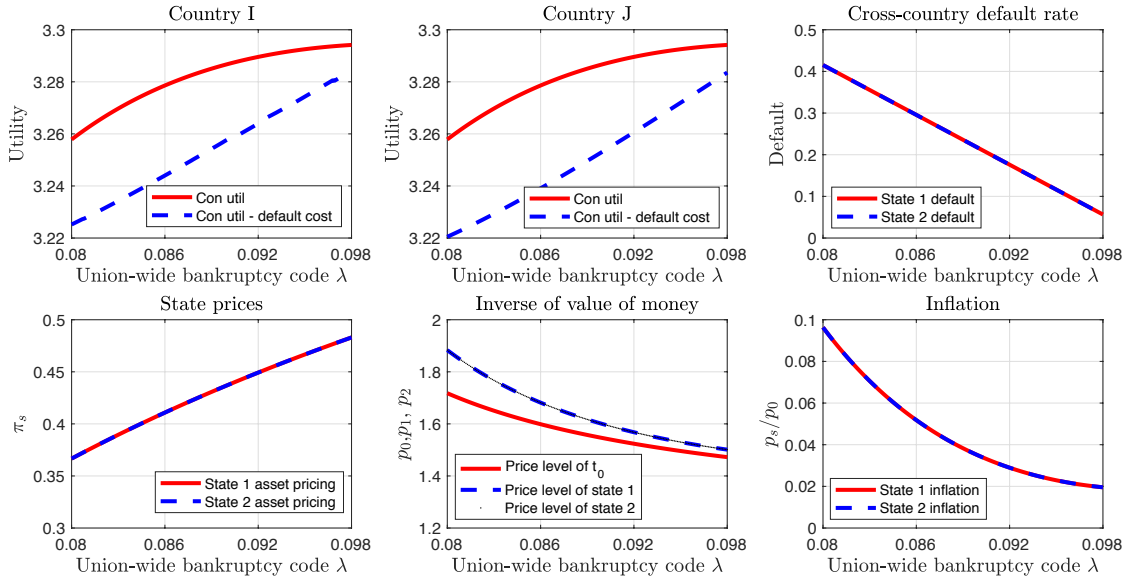 Country I
Utility
3.3
3.28
3.26
3.24
3.22
Con util
Con util - default cost
0.08
0.086
0.092
0.098
Union-wide bankruptcy code λ
Country J
Utility
3.3
3.28
3.26
3.24
3.22
Con util
Con util - default cost
0.08
0.086
0.092
0.098
Union-wide bankruptcy code λ
Cross-country default rate
Default
0.5
0.4
0.3
0.2
0.1
0
State 1 default
State 2 default
0.08
0.086
0.092
0.098
Union-wide bankruptcy code λ
State prices
π_s
0.5
0.45
0.4
0.35
0.3
State 1 asset pricing
State 2 asset pricing
0.08
0.086
0.092
0.098
Union-wide bankruptcy code λ
Inverse of value of money
p_0,p_1, p_2
2
1.8
1.6
1.4
1.2
Price level of t_0
Price level of state 1
Price level of state 2
0.08
0.086
0.092
0.098
Union-wide bankruptcy code λ
Inflation
p_s/p_0
0.1
0.08
0.06
0.04
0.02
0
State 1 inflation
State 2 inflation
0.08
0.086
0.092
0.098
Union-wide bankruptcy code λ